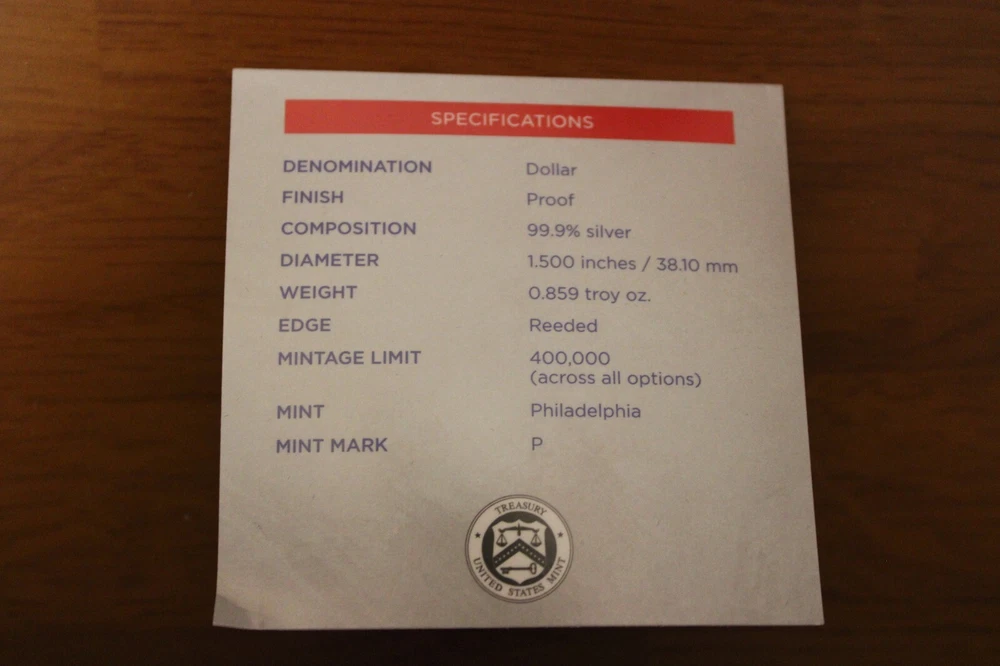 SPECIFICATIONS
DENOMINATION Dollar
FINISH Proof
COMPOSITION 99.9% silver
DIAMETER 1.500 inches / 38.10 mm
WEIGHT 0.859 troy oz.
EDGE Reeded
MINTAGE LIMIT 400,000
(across all options)
MINT Philadelphia
MINT MARK P
TREASURY
UNITED STATES MINT